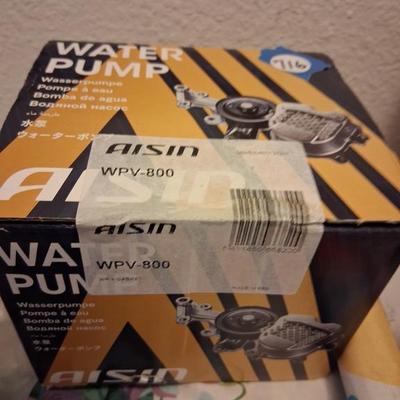 WATER
PUMP
Wasserpumpe
Pompe à eau
Bomba de agua
Водяной насос
水泵
ウォーターポンプ
716
AISIN
AISIN
WPV-800
AISIN
WPV-800
WATER
PUMP
Wasserpumpe
Pompe à eau
Bomba de agua
Водяной насос
水泵
ウォーターポンプ
AISIN